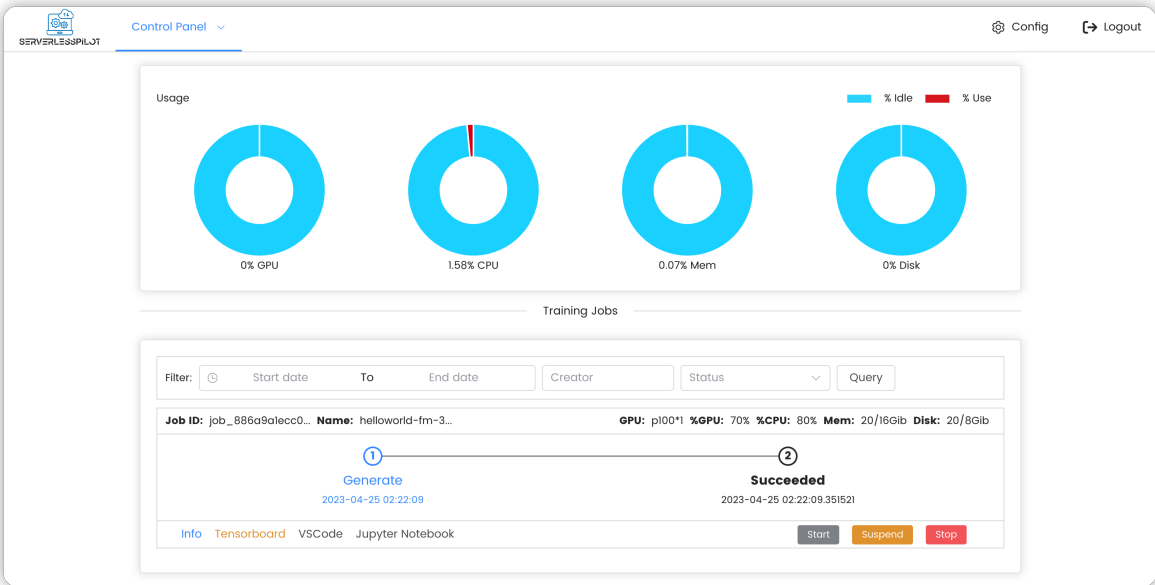 SERVERLESSPILOT
Control Panel
Config
Logout
Usage
% Idle % Use
0% GPU
1.58% CPU
0.07% Mem
0% Disk
Training Jobs
Filter: Start date To End date Creator Status Query
Job ID: job_886a9a1ecc0... Name: helloworld-fm-3... GPU: p100*1 %GPU: 70% %CPU: 80% Mem: 20/16Gib Disk: 20/8Gib
1 2
Generate Succeeded
2023-04-25 02:22:09 2023-04-25 02:22:09.351521
Info Tensorboard VSCode Jupyter Notebook Start Suspend Stop